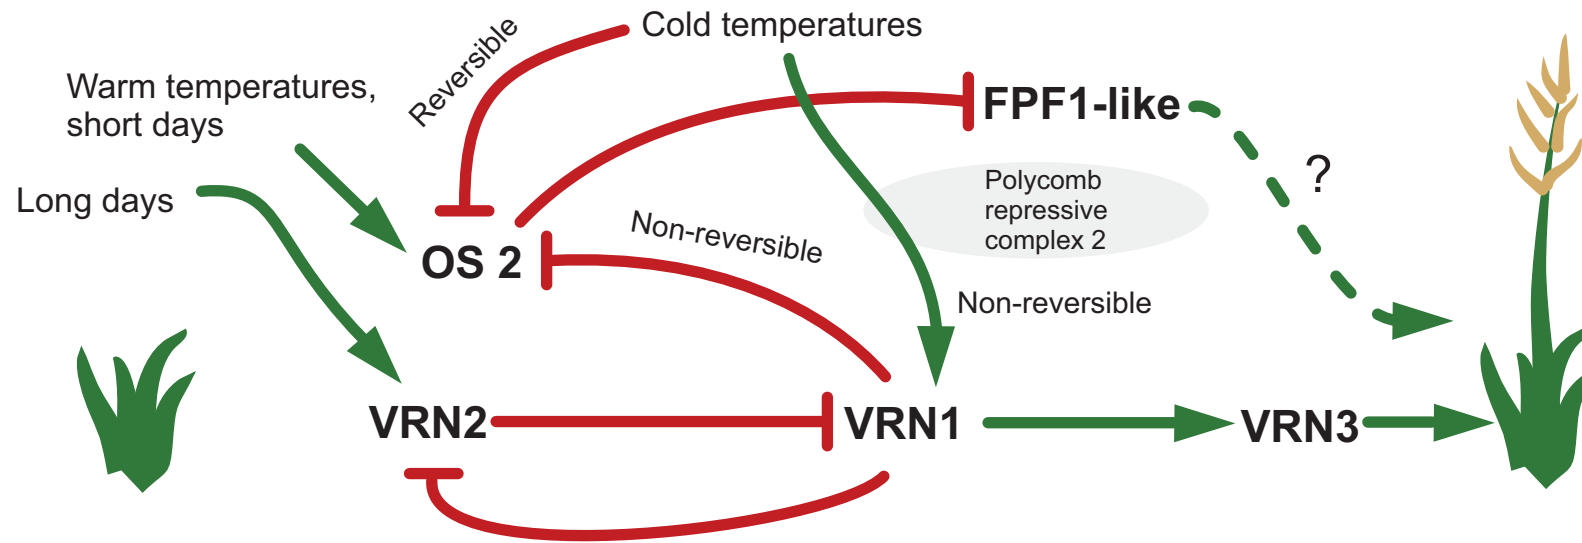 Cold temperatures
Reversible
Warm temperatures,
short days
FPF1-like
?
Long days
Polycomb
repressive
complex 2
Non-reversible
OS 2
Non-reversible
VRN2
VRN1
VRN3